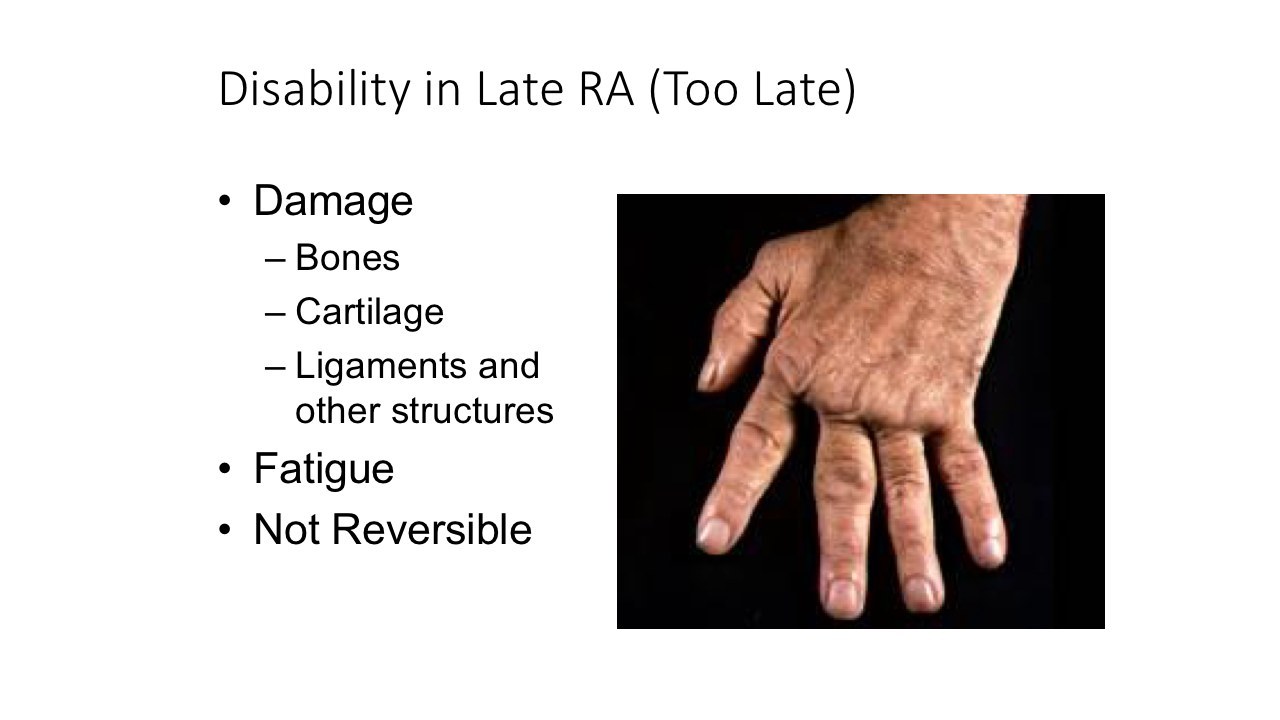 Disability in Late RA (Too Late)
• Damage
– Bones
– Cartilage
– Ligaments and
other structures
• Fatigue
• Not Reversible